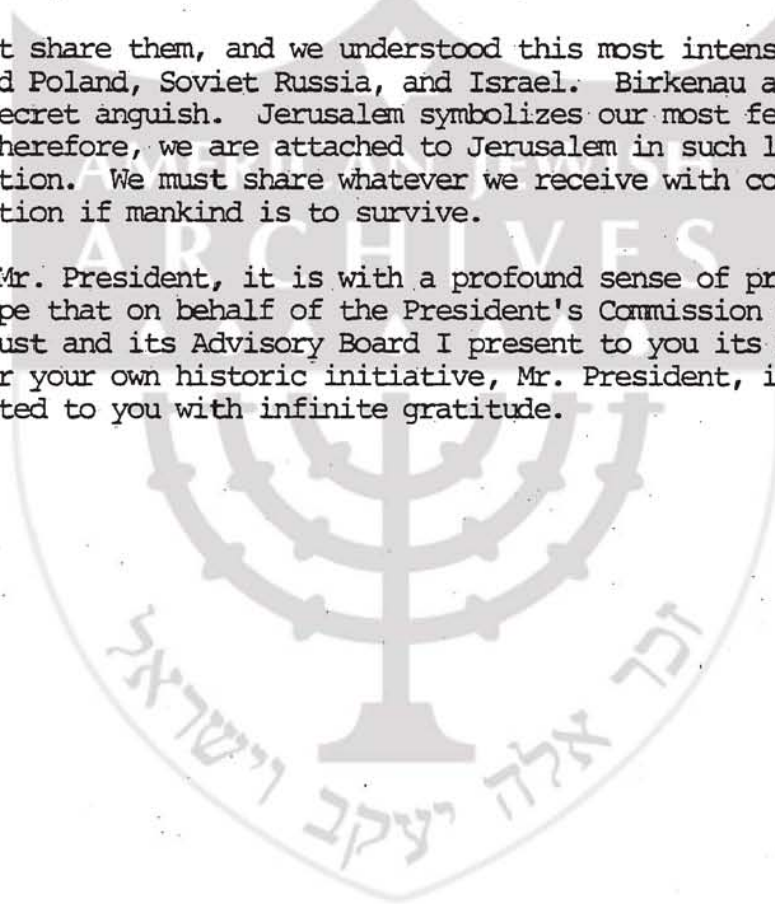 t share them, and we understood this most intens
d Poland, Soviet Russia, and Israel. Birkenau a
ecret anguish. Jerusalem symbolizes our most fe
herefore, we are attached to Jerusalem in such l
tion. We must share whatever we receive with co
tion if mankind is to survive.
Mr. President, it is with a profound sense of pr
pe that on behalf of the President's Commission
ust and its Advisory Board I present to you its
r your own historic initiative, Mr. President, i
ted to you with infinite gratitude.
AMERICAN JEWISH
ARCHIVES
זכר אלה יעקב וישראל